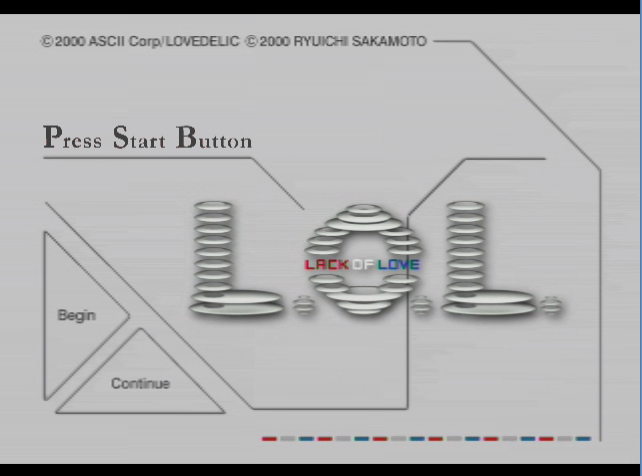 ©2000 ASCII Corp/LOVEDELIC ©2000 RYUICHI SAKAMOTO
Press Start Button
L.O.L.
LACK OF LOVE
Begin
Continue